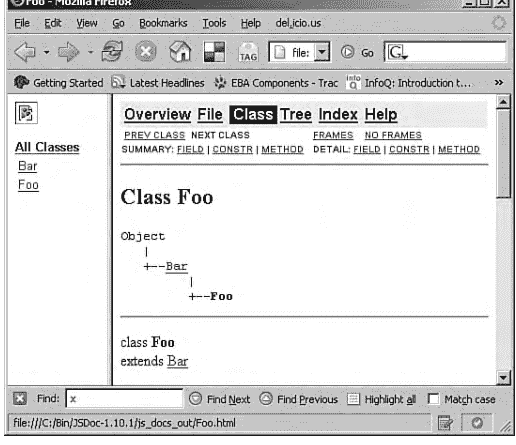 Foo - Mozilla Firefox
File Edit View Go Bookmarks Tools Help del.icio.us
TAG file: Go G
Getting Started Latest Headlines EBA Components - Trac InfoQ: Introduction t... »
Overview File Class Tree Index Help
PREV CLASS NEXT CLASS FRAMES NO FRAMES
SUMMARY: FIELD | CONSTR | METHOD DETAIL: FIELD | CONSTR | METHOD
All Classes
Bar
Foo
Class Foo
Object
|
+--Bar
|
+--Foo
class Foo
extends Bar
Find: x Find Next Find Previous Highlight all Match case
file:///C:/Bin/JSDoc-1.10.1/js_docs_out/Foo.html